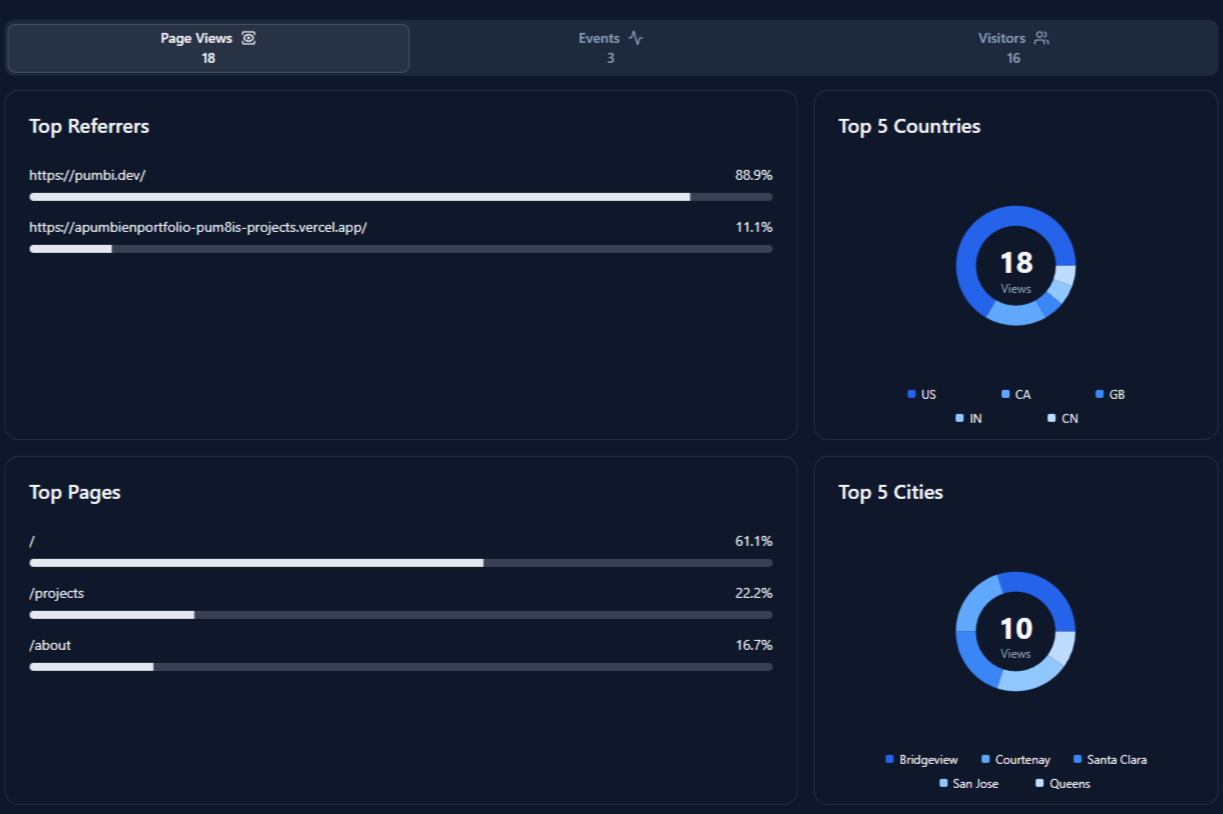 Page Views
18
Events
3
Visitors
16
Top Referrers
https://pumbi.dev/ 88.9%
https://apumbienportfolio-pum8is-projects.vercel.app/ 11.1%
Top 5 Countries
18
Views
US CA GB
IN CN
Top Pages
/ 61.1%
/projects 22.2%
/about 16.7%
Top 5 Cities
10
Views
Bridgeview Courtenay Santa Clara
San Jose Queens